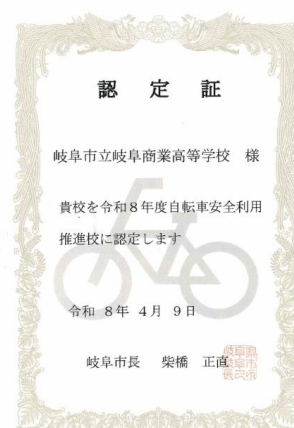 認定証
岐阜市立岐阜商業高等学校　様
貴校を令和８年度自転車安全利用
推進校に認定します
令和　８年　４月　９日
岐阜市長　柴橋　正直